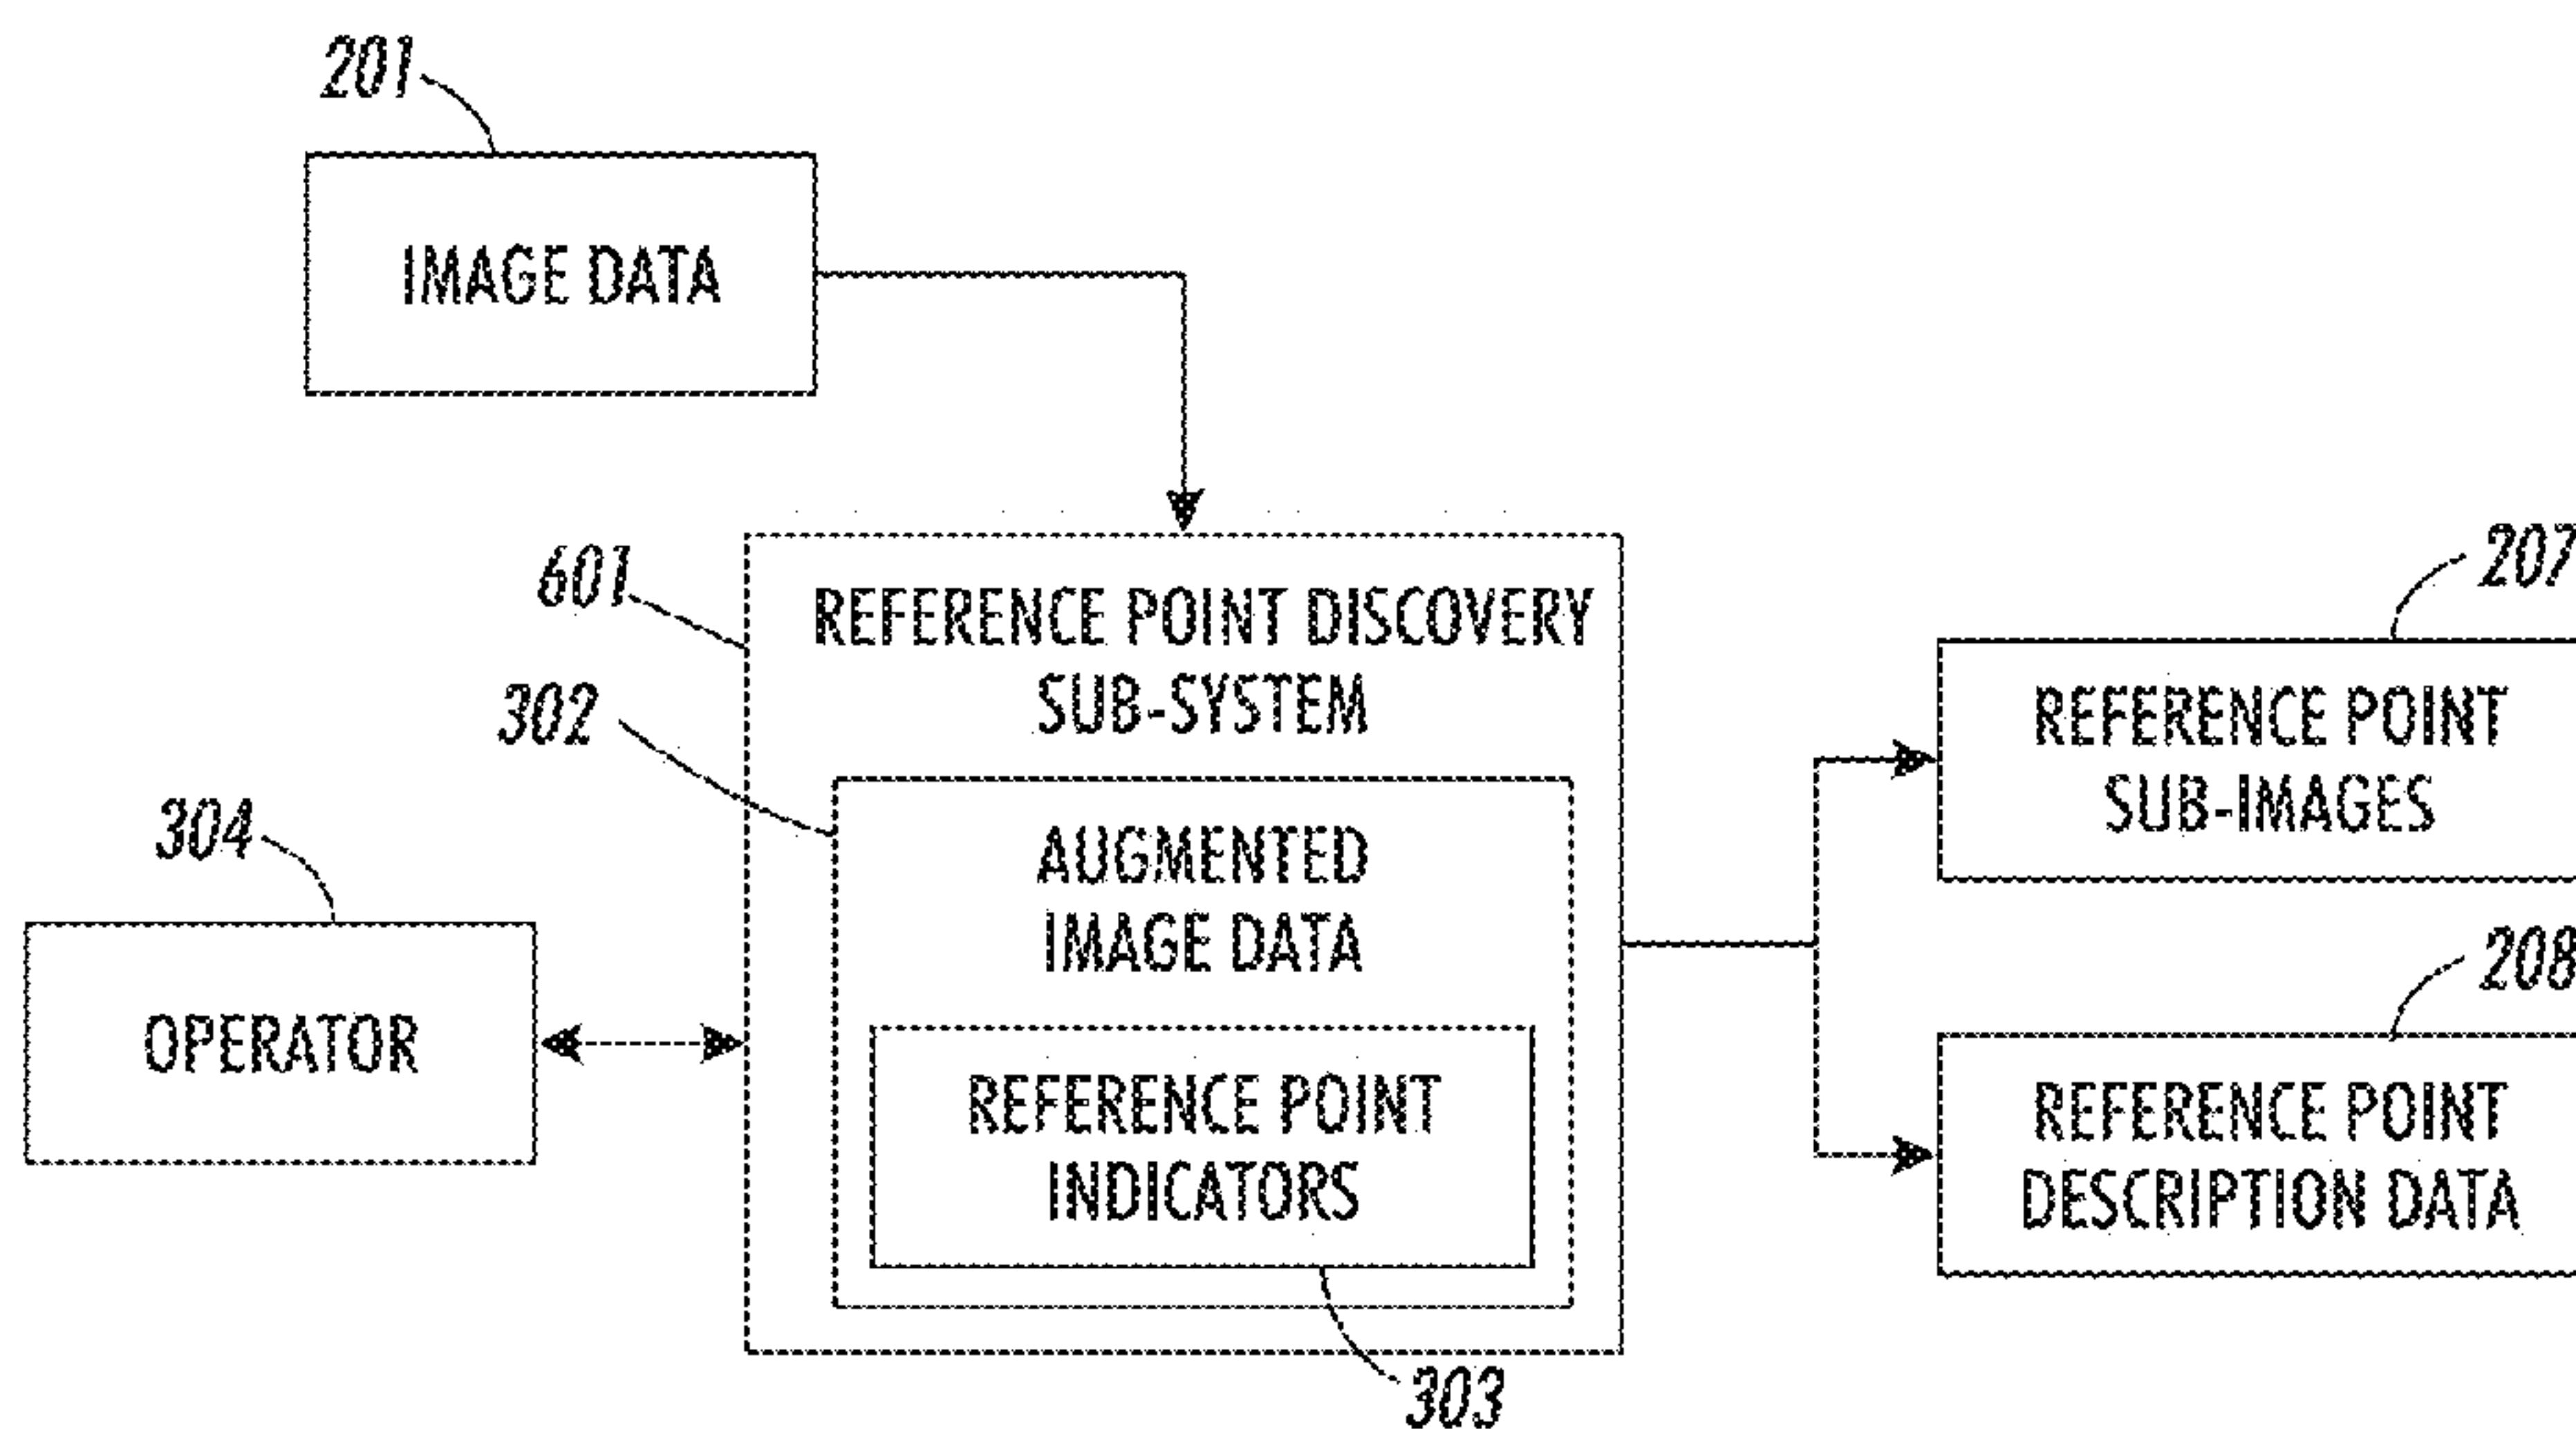 201
IMAGE DATA
601
REFERENCE POINT DISCOVERY
SUB-SYSTEM
207
302
REFERENCE POINT
SUB-IMAGES
304
AUGMENTED
IMAGE DATA
208
OPERATOR
REFERENCE POINT
INDICATORS
REFERENCE POINT
DESCRIPTION DATA
303